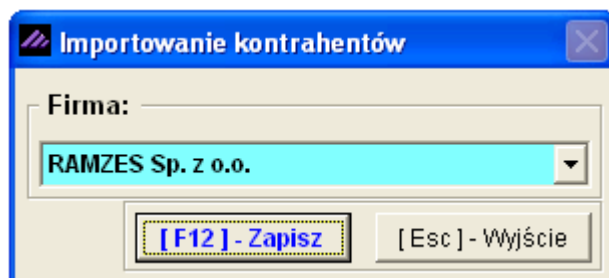 Importowanie kontrahentów
Firma:
RAMZES Sp. z o.o.
[ F12 ] - Zapisz
[ Esc ] - Wyjście